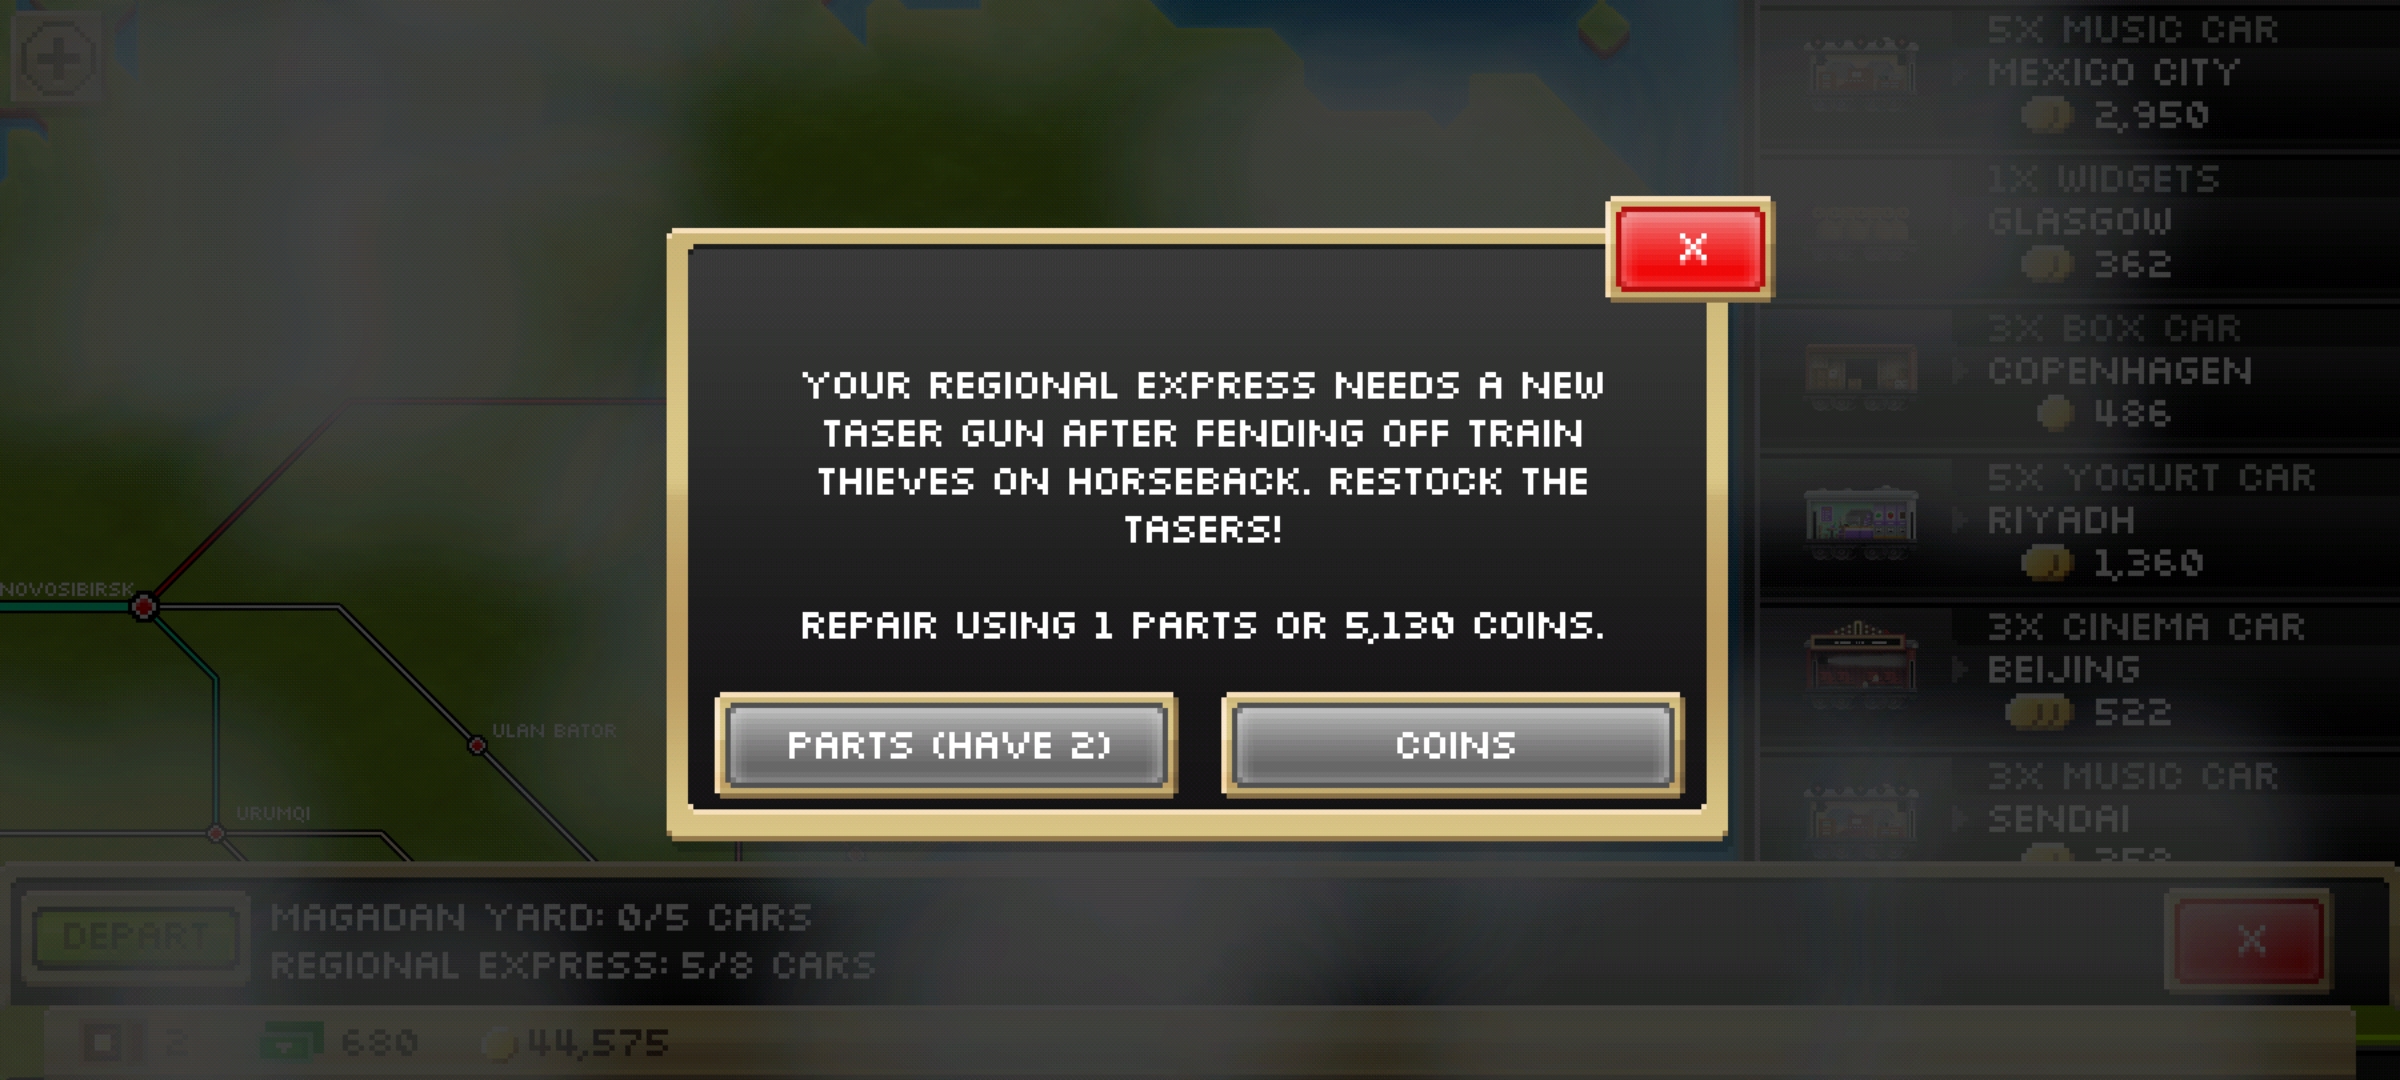 5X MUSIC CAR
MEXICO CITY
2,950
1X WIDGETS
GLASGOW
362
3X BOX CAR
COPENHAGEN
486
5X YOGURT CAR
RIYADH
1,360
3X CINEMA CAR
BEIJING
522
3X MUSIC CAR
SENDAI
X
YOUR REGIONAL EXPRESS NEEDS A NEW
TASER GUN AFTER FENDING OFF TRAIN
THIEVES ON HORSEBACK. RESTOCK THE
TASERS!
REPAIR USING 1 PARTS OR 5,130 COINS.
PARTS (HAVE 2)
COINS
NOVOSIBIRSK
ULAN BATOR
URUMQI
DEPART
MAGADAN YARD: 0/5 CARS
REGIONAL EXPRESS: 5/8 CARS
X
2
680
44,575